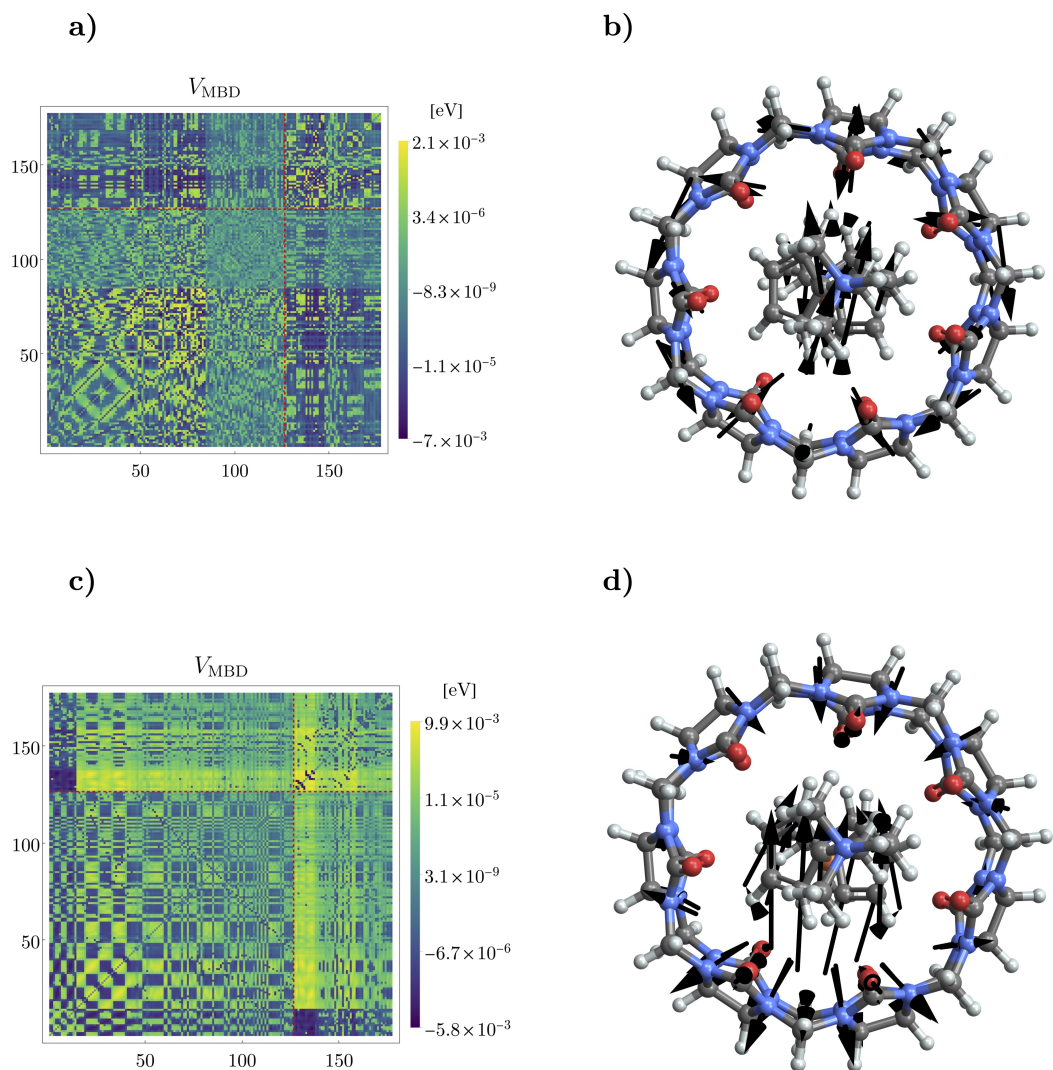 a)
b)
V_MBD
[eV]
2.1×10⁻³
3.4×10⁻⁶
−8.3×10⁻⁹
−1.1×10⁻⁵
−7.×10⁻³
150
100
50
50 100 150
c)
d)
V_MBD
[eV]
9.9×10⁻³
1.1×10⁻⁵
3.1×10⁻⁹
−6.7×10⁻⁶
−5.8×10⁻³
150
100
50
50 100 150